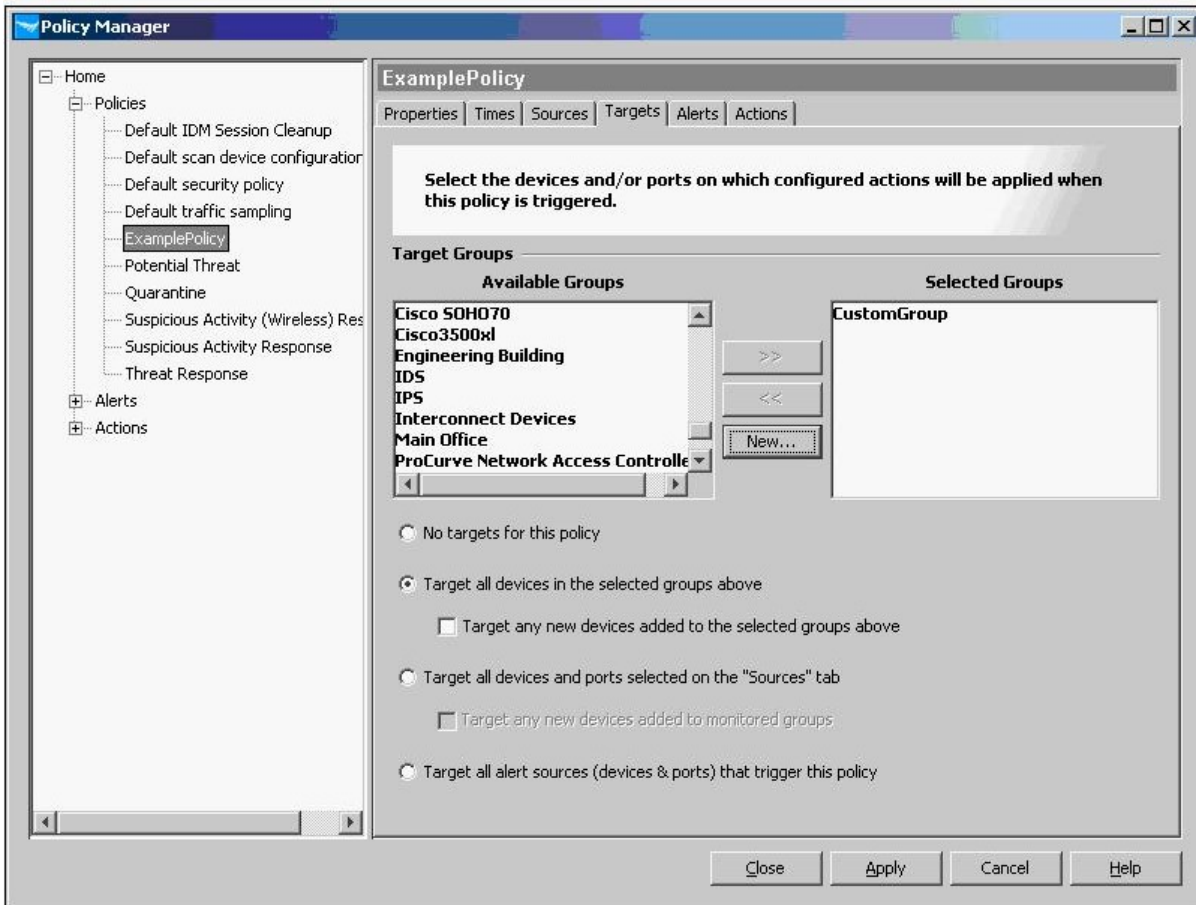 Policy Manager
Home
Policies
Default IDM Session Cleanup
Default scan device configuration
Default security policy
Default traffic sampling
ExamplePolicy
Potential Threat
Quarantine
Suspicious Activity (Wireless) Res
Suspicious Activity Response
Threat Response
Alerts
Actions
ExamplePolicy
Properties Times Sources Targets Alerts Actions
Select the devices and/or ports on which configured actions will be applied when
this policy is triggered.
Target Groups
Available Groups
Cisco SOHO70
Cisco3500xl
Engineering Building
IDS
IPS
Interconnect Devices
Main Office
ProCurve Network Access Controlle
>>
<<
New...
Selected Groups
CustomGroup
No targets for this policy
Target all devices in the selected groups above
Target any new devices added to the selected groups above
Target all devices and ports selected on the "Sources" tab
Target any new devices added to monitored groups
Target all alert sources (devices & ports) that trigger this policy
Close Apply Cancel Help